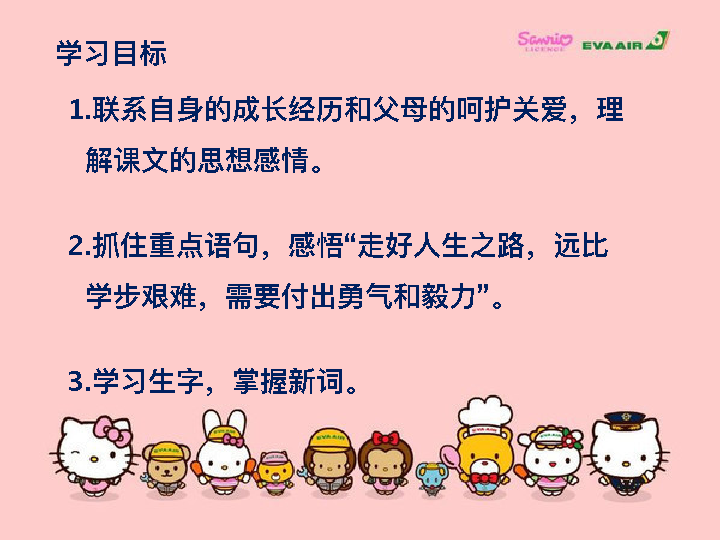 学习目标
Sanrio
LICENSE
EVA AIR
1.联系自身的成长经历和父母的呵护关爱，理
解课文的思想感情。
2.抓住重点语句，感悟“走好人生之路，远比
学步艰难，需要付出勇气和毅力”。
3.学习生字，掌握新词。
EVA AIR
EVA AIR